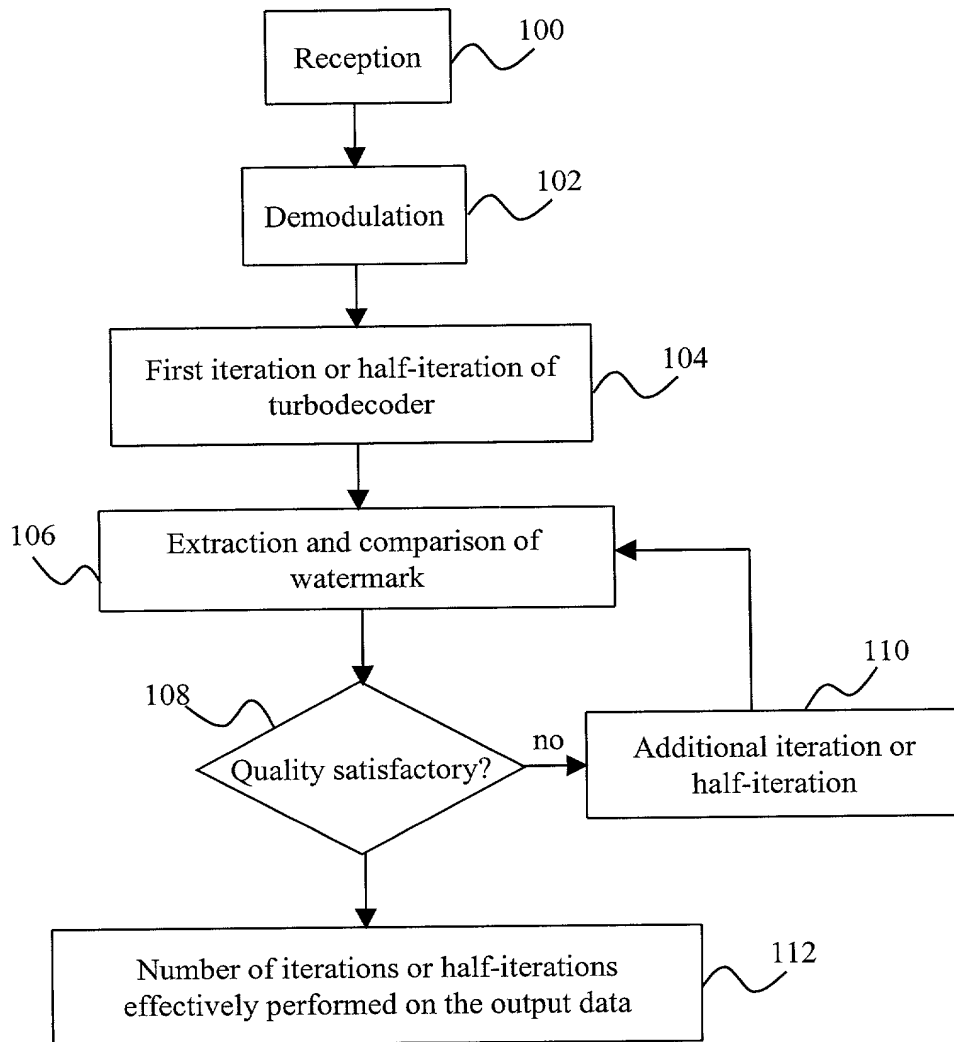 Reception
100
Demodulation
102
First iteration or half-iteration of
turbodecoder
104
106
Extraction and comparison of
watermark
108
Quality satisfactory?
no
110
Additional iteration or
half-iteration
Number of iterations or half-iterations
effectively performed on the output data
112